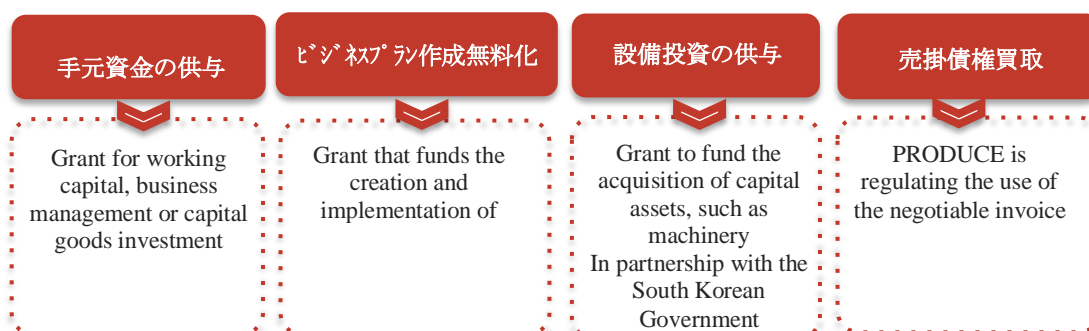 手元資金の供与
ﾋﾞｼﾞﾈｽﾌﾟﾗﾝ作成無料化
設備投資の供与
売掛債権買取
Grant for working
capital, business
management or capital
goods investment
Grant that funds the
creation and
implementation of
Grant to fund the
acquisition of capital
assets, such as
machinery
In partnership with the
South Korean
Government
PRODUCE is
regulating the use of
the negotiable invoice